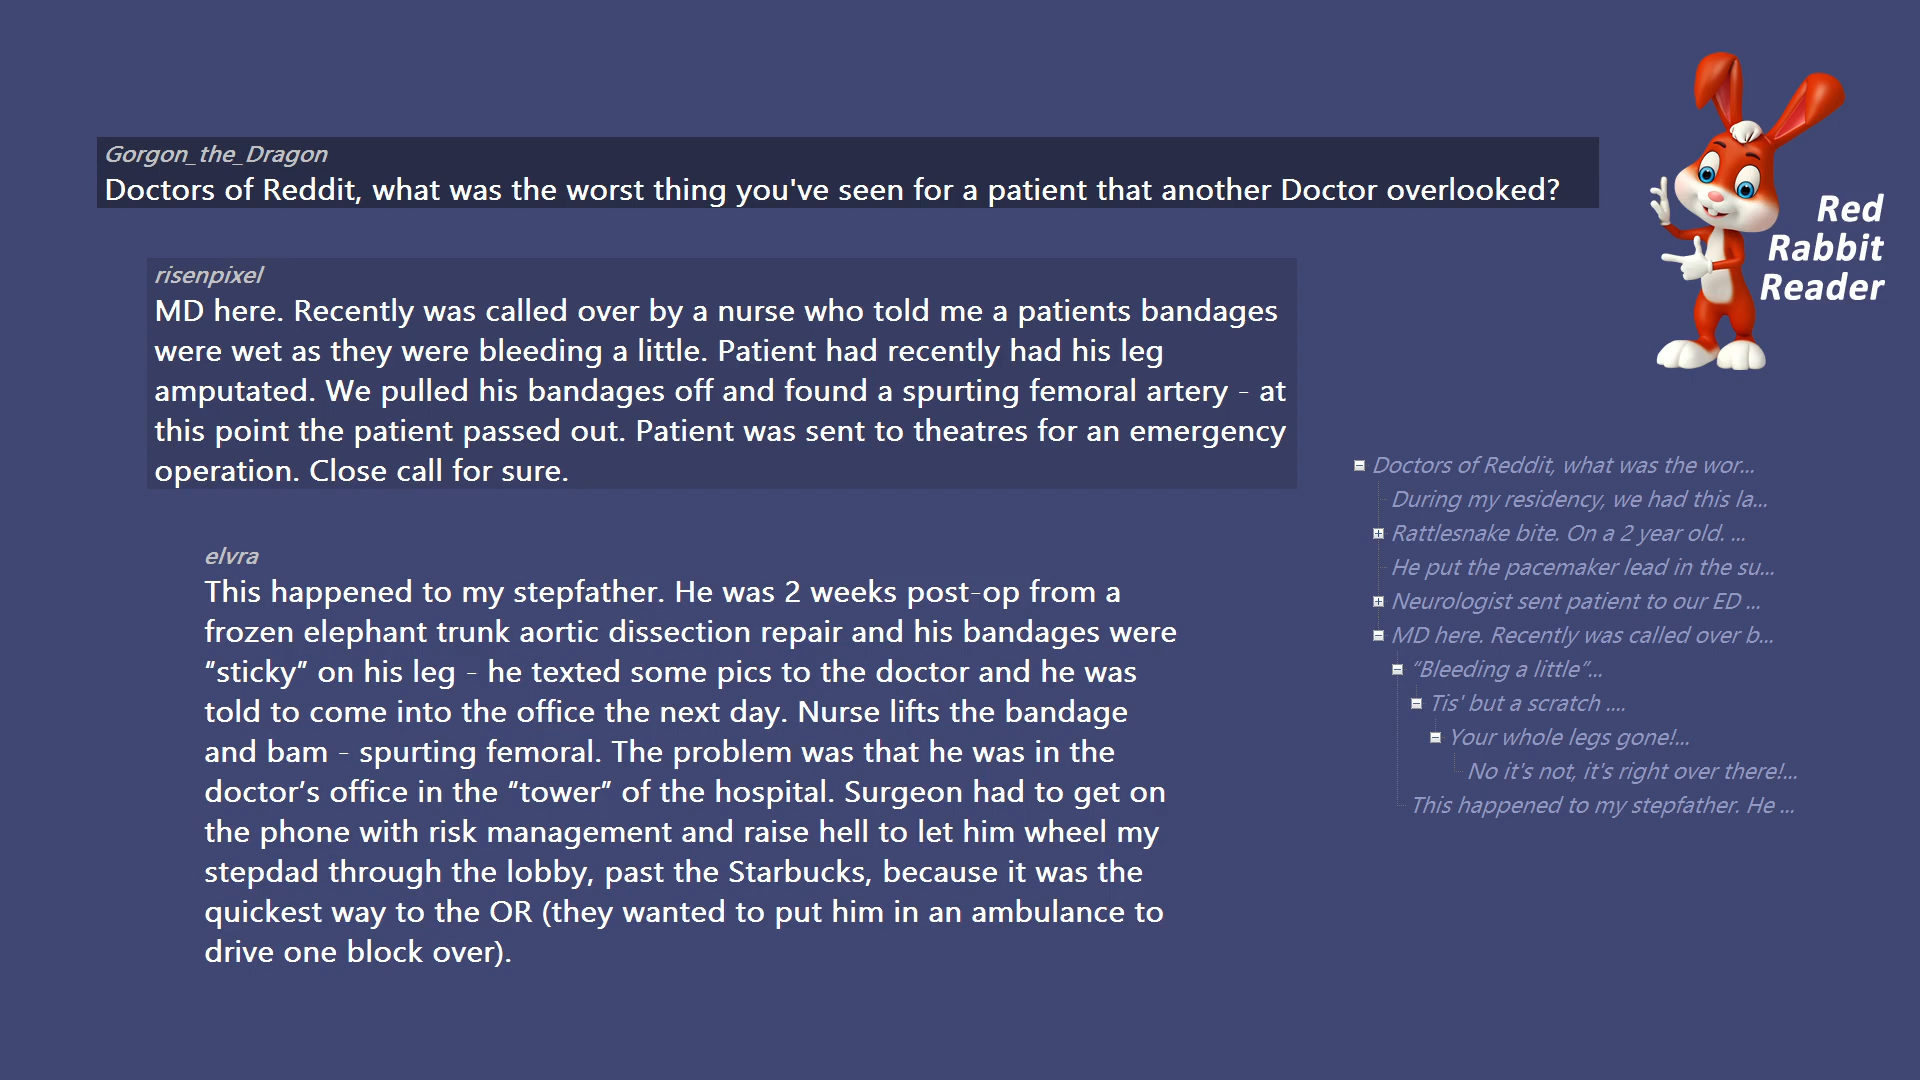 Gorgon_the_Dragon
Doctors of Reddit, what was the worst thing you've seen for a patient that another Doctor overlooked?
risenpixel
MD here. Recently was called over by a nurse who told me a patients bandages
were wet as they were bleeding a little. Patient had recently had his leg
amputated. We pulled his bandages off and found a spurting femoral artery - at
this point the patient passed out. Patient was sent to theatres for an emergency
operation. Close call for sure.
elvra
This happened to my stepfather. He was 2 weeks post-op from a
frozen elephant trunk aortic dissection repair and his bandages were
“sticky” on his leg - he texted some pics to the doctor and he was
told to come into the office the next day. Nurse lifts the bandage
and bam - spurting femoral. The problem was that he was in the
doctor’s office in the “tower” of the hospital. Surgeon had to get on
the phone with risk management and raise hell to let him wheel my
stepdad through the lobby, past the Starbucks, because it was the
quickest way to the OR (they wanted to put him in an ambulance to
drive one block over).
Red
Rabbit
Reader
Doctors of Reddit, what was the wor...
During my residency, we had this la...
Rattlesnake bite. On a 2 year old. ...
He put the pacemaker lead in the su...
Neurologist sent patient to our ED ...
MD here. Recently was called over b...
“Bleeding a little”...
Tis' but a scratch ....
Your whole legs gone!...
No it's not, it's right over there!...
This happened to my stepfather. He ...